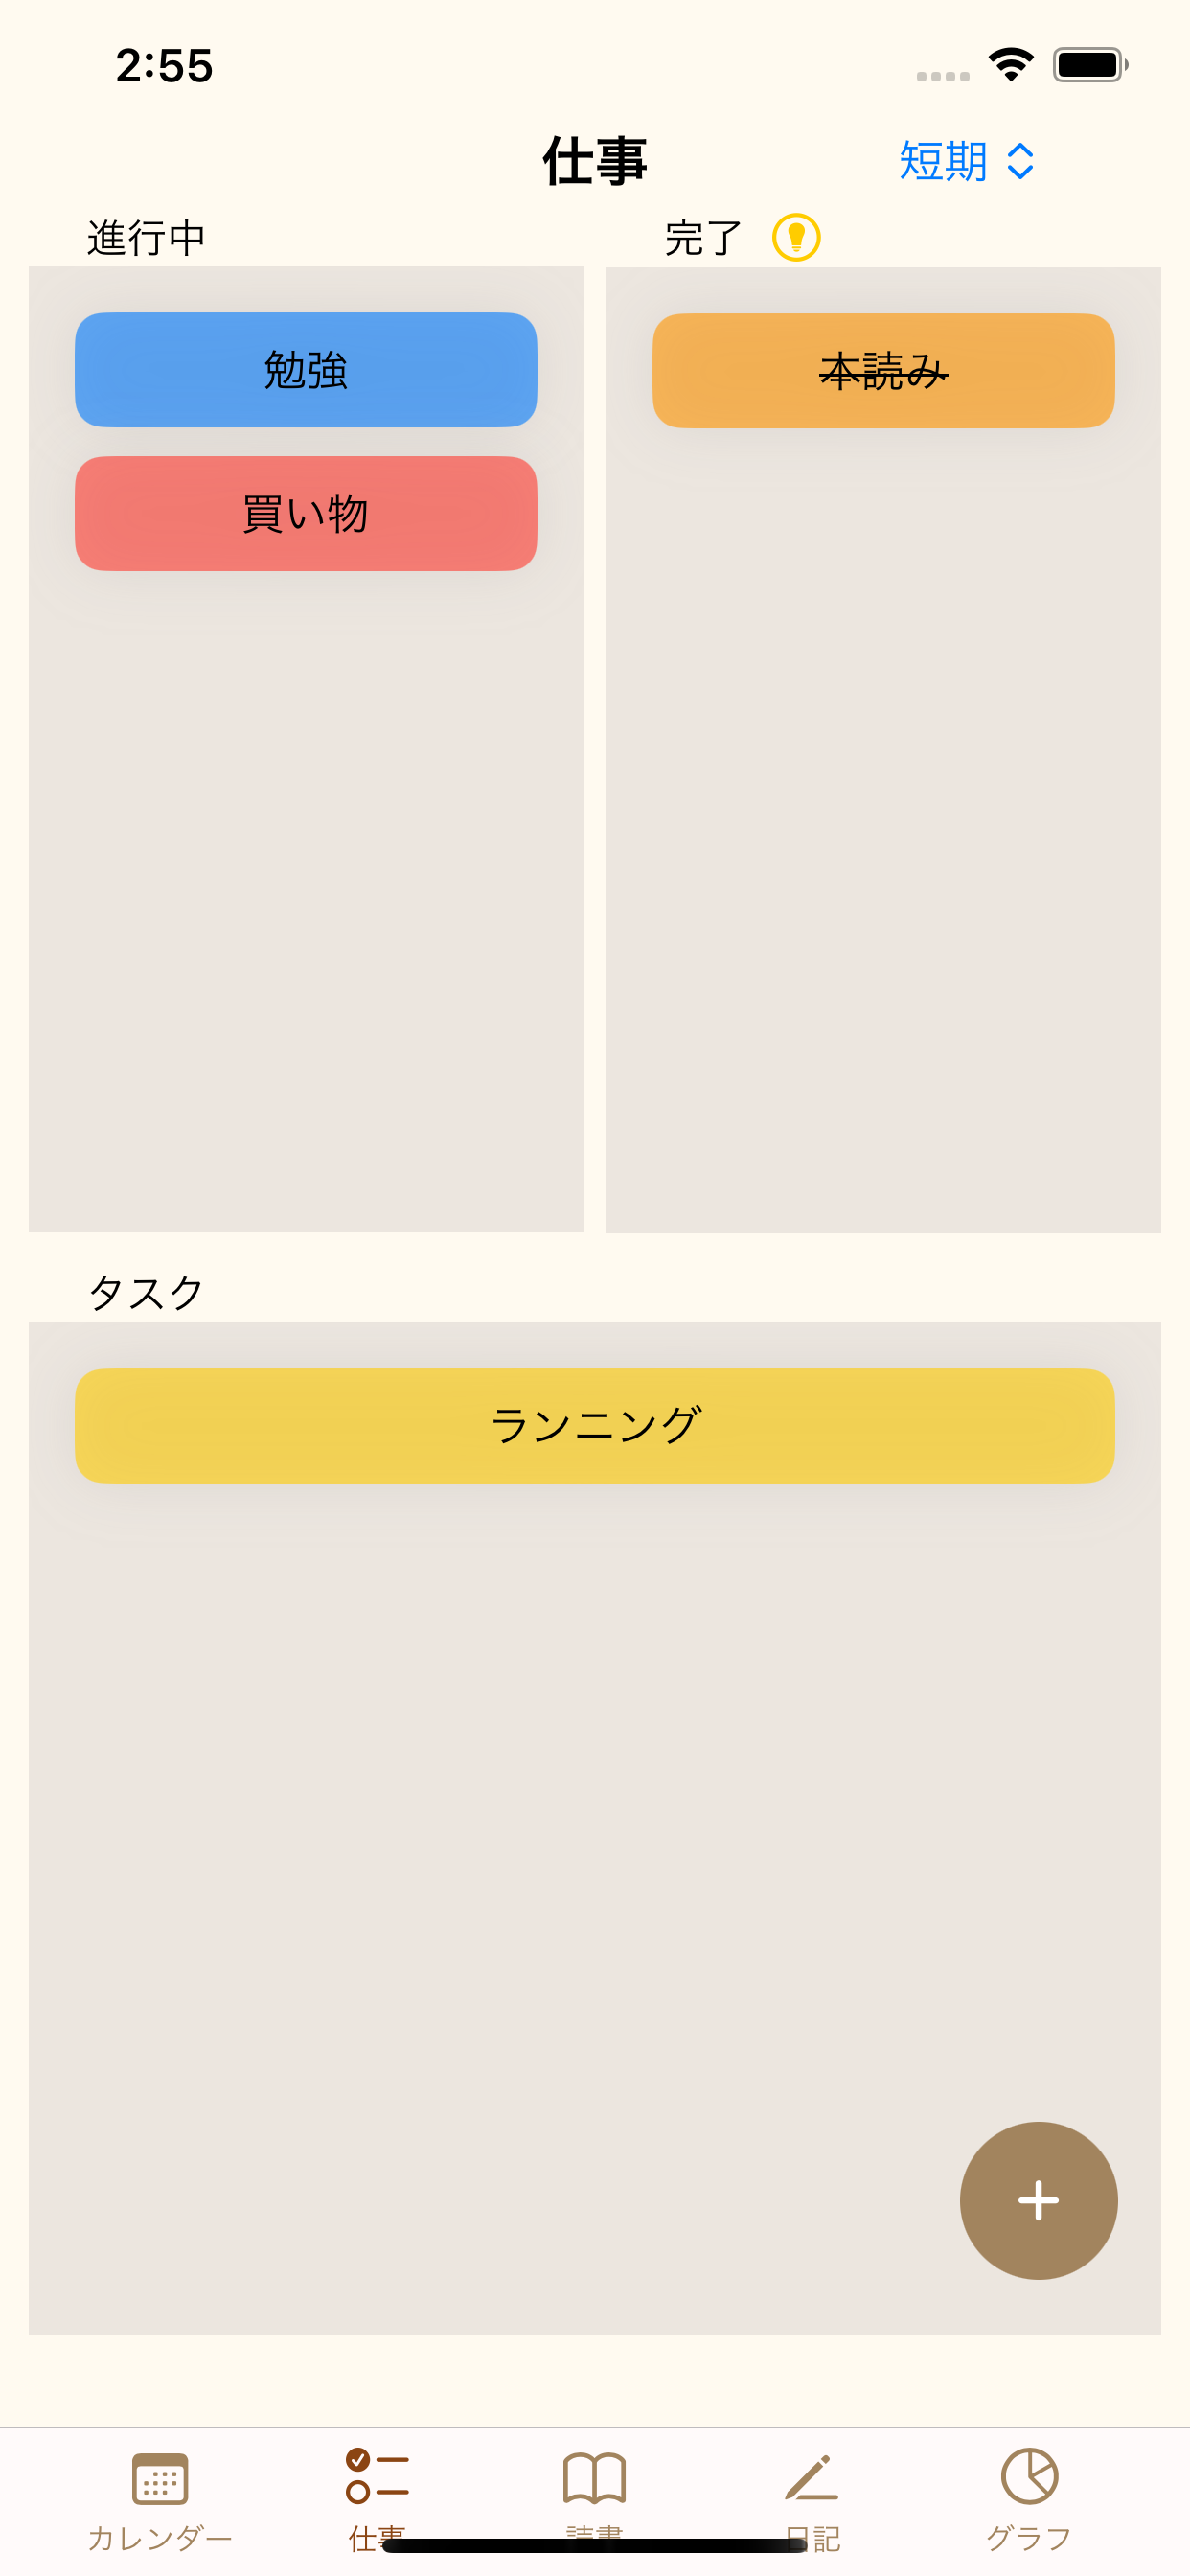 2:55
仕事
短期
進行中
完了
勉強
本読み
買い物
タスク
ランニング
カレンダー
仕事
読書
日記
グラフ